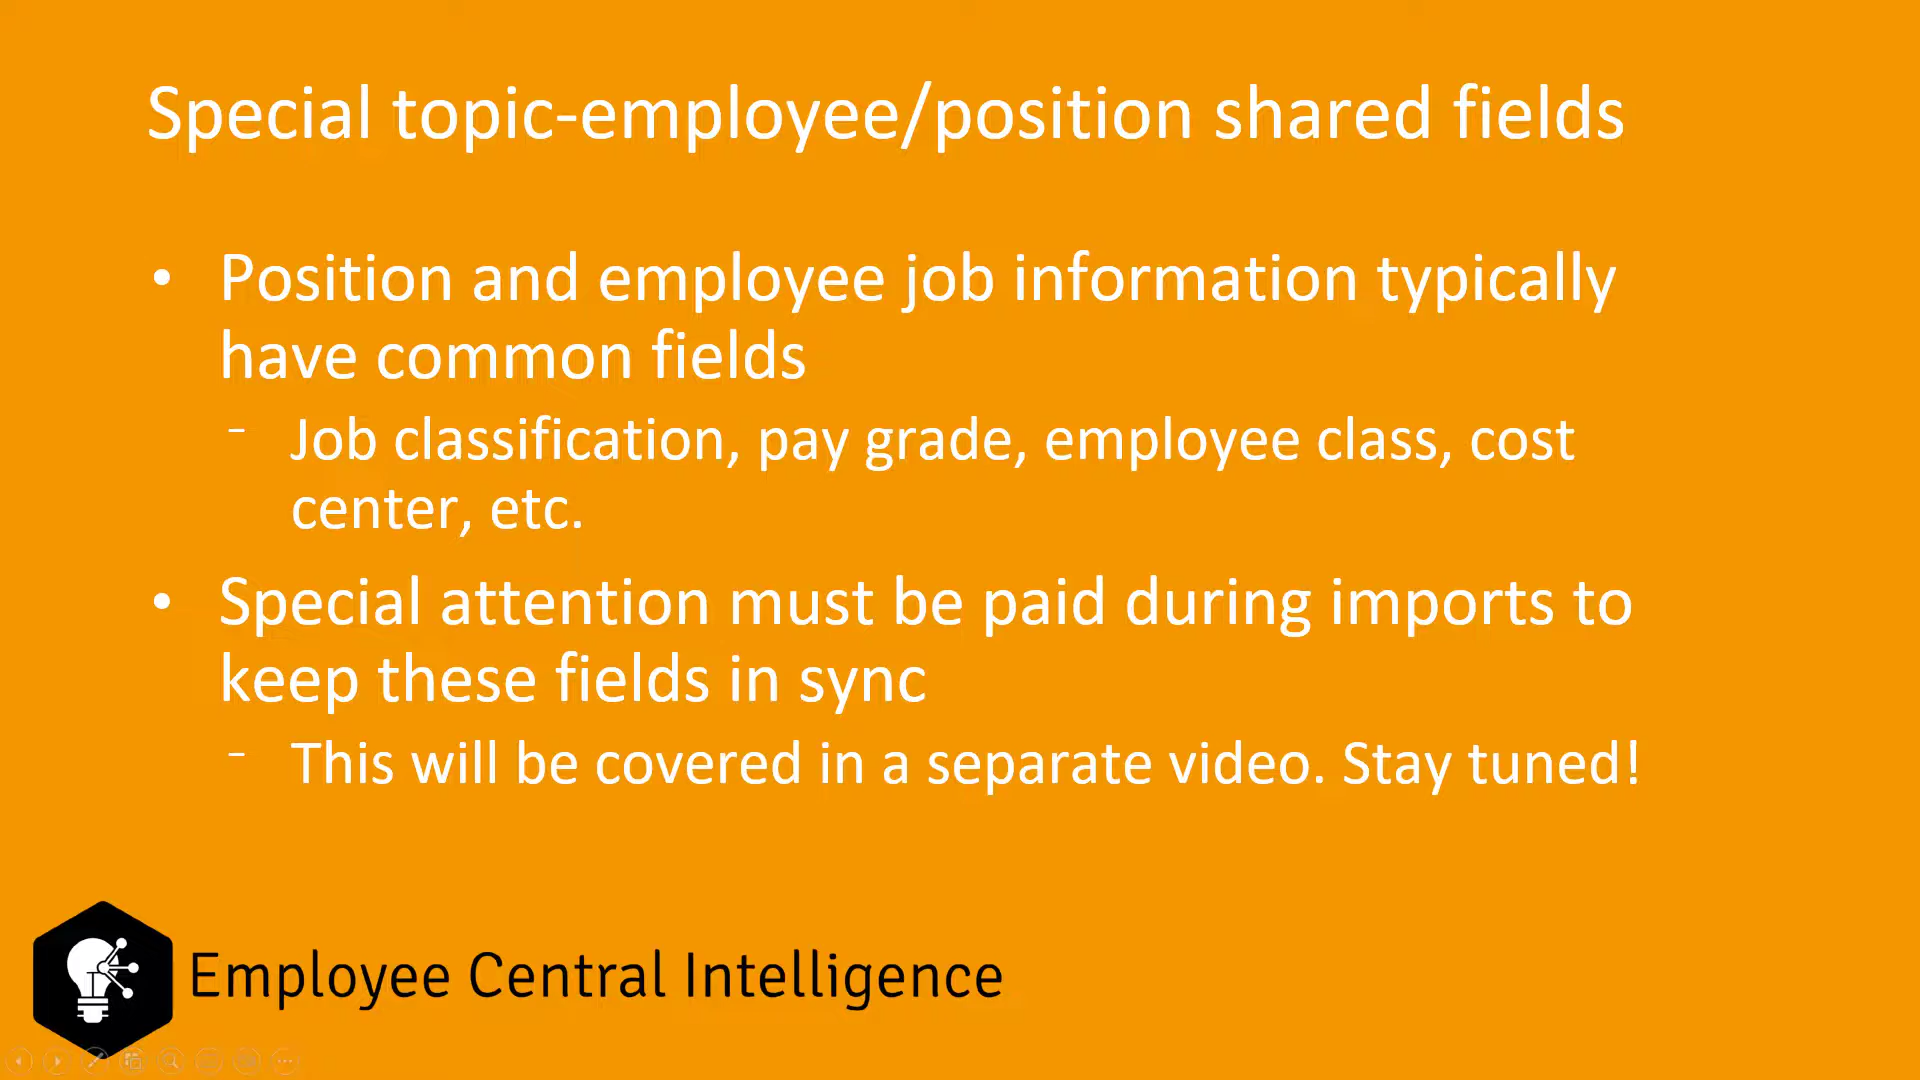 Special topic-employee/position shared fields
• Position and employee job information typically
have common fields
- Job classification, pay grade, employee class, cost
center, etc.
• Special attention must be paid during imports to
keep these fields in sync
- This will be covered in a separate video. Stay tuned!
Employee Central Intelligence